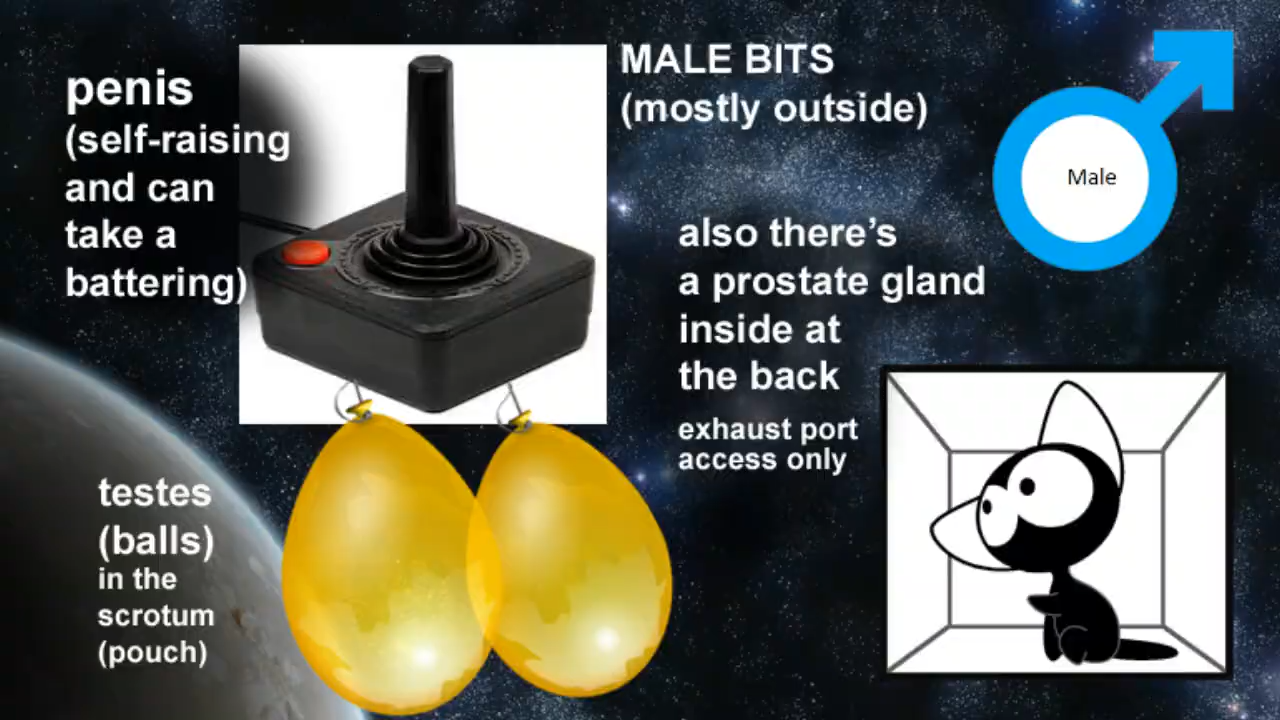 penis
(self-raising
and can
take a
battering)
MALE BITS
(mostly outside)
Male
also there's
a prostate gland
inside at
the back
exhaust port
access only
testes
(balls)
in the
scrotum
(pouch)